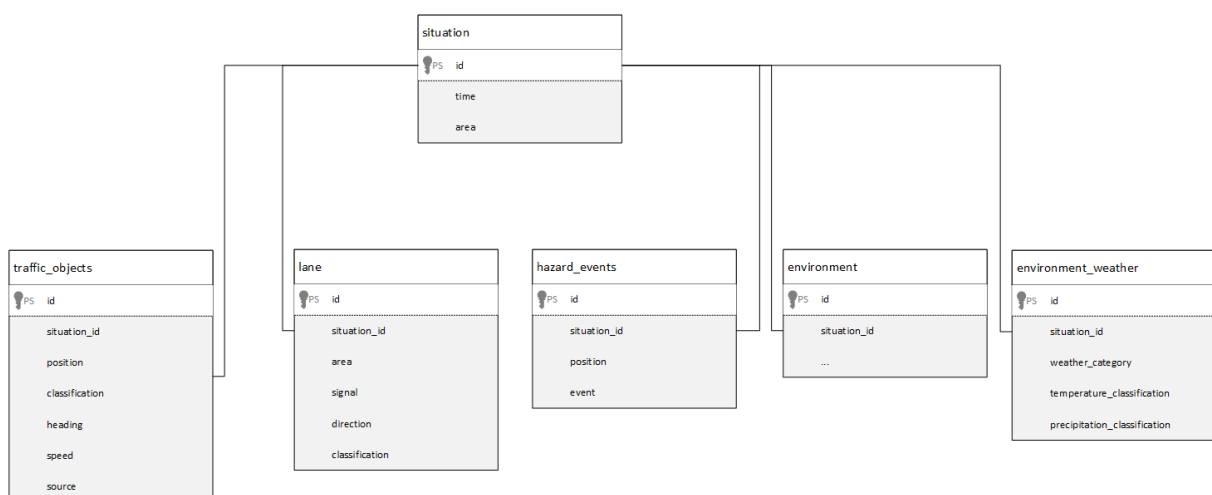 situation
PS id
time
area
traffic_objects
PS id
situation_id
position
classification
heading
speed
source
lane
PS id
situation_id
area
signal
direction
classification
hazard_events
PS id
situation_id
position
event
environment
PS id
situation_id
...
environment_weather
PS id
situation_id
weather_category
temperature_classification
precipitation_classification